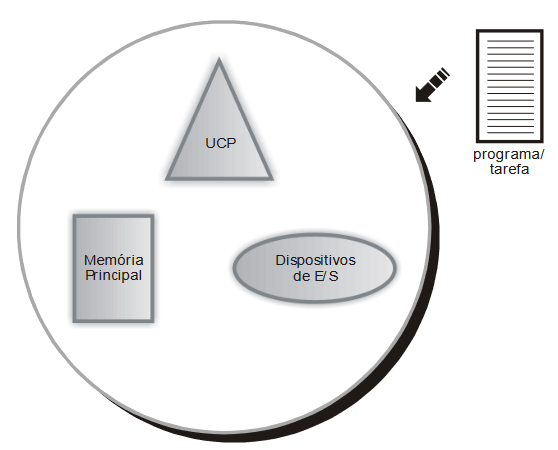 UCP
programa/
tarefa
Memória
Principal
Dispositivos
de E/S